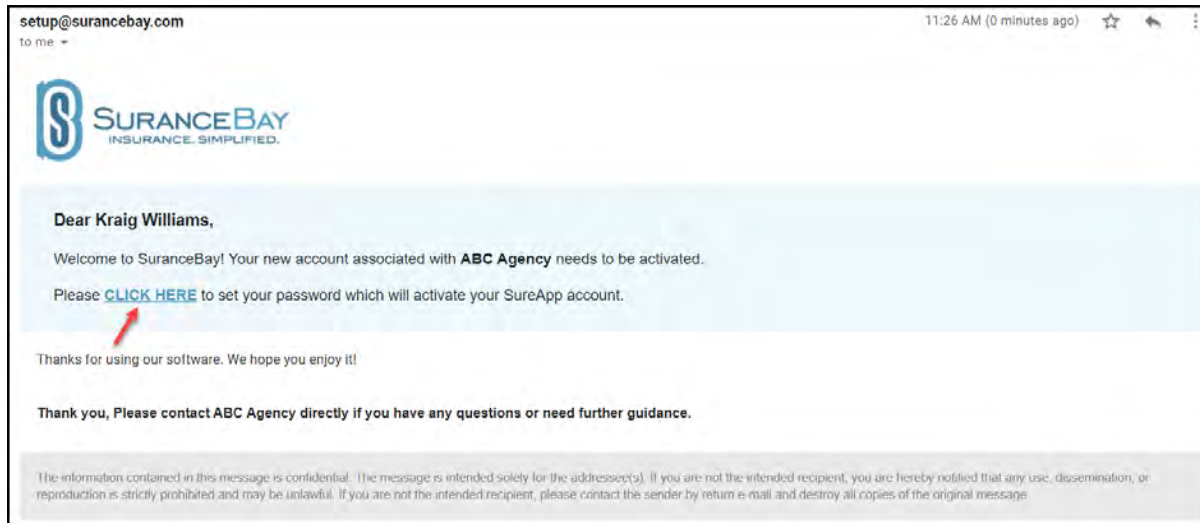 setup@surancebay.com
11:26 AM (0 minutes ago)
to me
SURANCEBAY
INSURANCE. SIMPLIFIED.
Dear Kraig Williams,
Welcome to SuranceBay! Your new account associated with ABC Agency needs to be activated.
Please CLICK HERE to set your password which will activate your SureApp account.
Thanks for using our software. We hope you enjoy it!
Thank you, Please contact ABC Agency directly if you have any questions or need further guidance.
The information contained in this message is confidential. The message is intended solely for the addressee(s). If you are not the intended recipient, you are hereby notified that any use, dissemination, or
reproduction is strictly prohibited and may be unlawful. If you are not the intended recipient, please contact the sender by return e-mail and destroy all copies of the original message